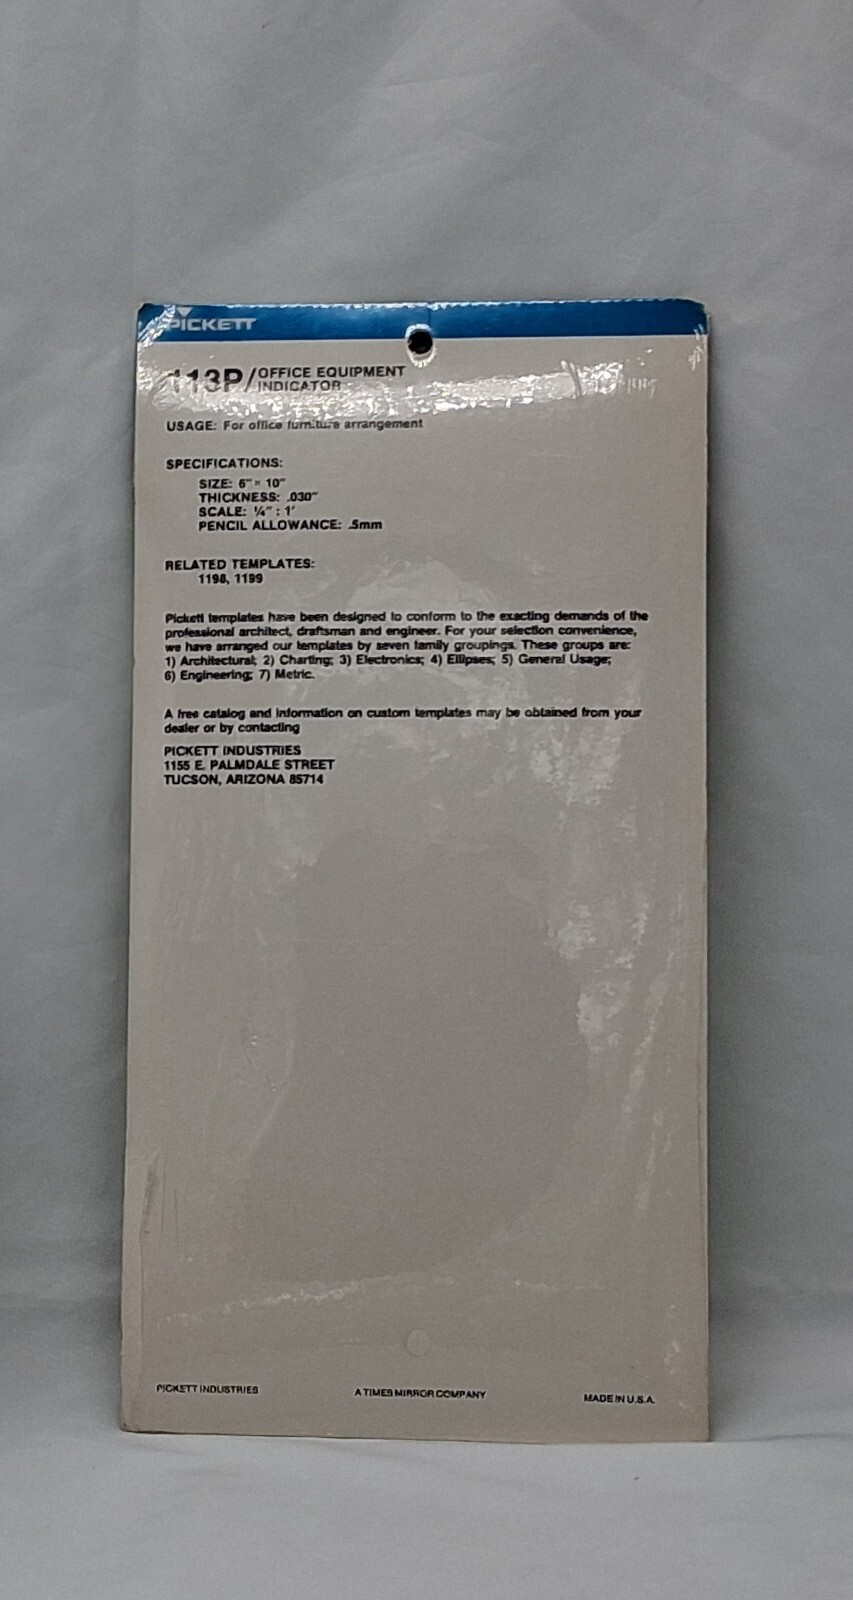 PICKETT
113P/OFFICE EQUIPMENT
INDICATOR
USAGE: For office furniture arrangement
SPECIFICATIONS:
SIZE: 6" × 10"
THICKNESS: .030"
SCALE: ¼" : 1'
PENCIL ALLOWANCE: .5mm
RELATED TEMPLATES:
1198, 1199
Pickett templates have been designed to conform to the exacting demands of the
professional architect, draftsman and engineer. For your selection convenience,
we have arranged our templates by seven family groupings. These groups are:
1) Architectural; 2) Charting; 3) Electronics; 4) Ellipses; 5) General Usage;
6) Engineering; 7) Metric.
A free catalog and information on custom templates may be obtained from your
dealer or by contacting
PICKETT INDUSTRIES
1155 E. PALMDALE STREET
TUCSON, ARIZONA 85714
PICKETT INDUSTRIES A TIMES MIRROR COMPANY MADE IN U.S.A.